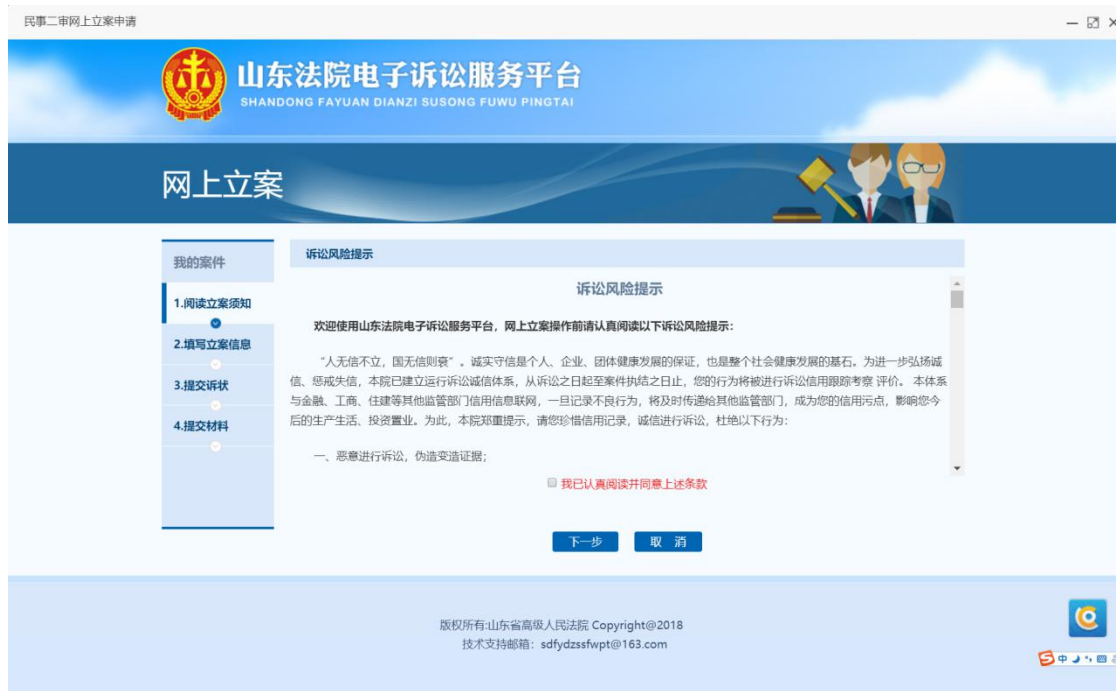 民事二审网上立案申请
山东法院电子诉讼服务平台
SHANDONG FAYUAN DIANZI SUSONG FUWU PINGTAI
网上立案
我的案件
1.阅读立案须知
2.填写立案信息
3.提交诉状
4.提交材料
诉讼风险提示
诉讼风险提示
欢迎使用山东法院电子诉讼服务平台，网上立案操作前请认真阅读以下诉讼风险提示：
“人无信不立，国无信则衰”。诚实守信是个人、企业、团体健康发展的保证，也是整个社会健康发展的基石。为进一步弘扬诚
信、惩戒失信，本院已建立运行诉讼诚信体系，从诉讼之日起至案件执结之日止，您的行为将被进行诉讼信用跟踪考察 评价。 本体系
与金融、工商、住建等其他监管部门信用信息联网，一旦记录不良行为，将及时传递给其他监管部门，成为您的信用污点，影响您今
后的生产生活、投资置业。为此，本院郑重提示，请您珍惜信用记录，诚信进行诉讼，杜绝以下行为：
一、恶意进行诉讼，伪造变造证据；
我已认真阅读并同意上述条款
下一步 取 消
版权所有:山东省高级人民法院 Copyright@2018
技术支持邮箱：sdfydzssfwpt@163.com
中